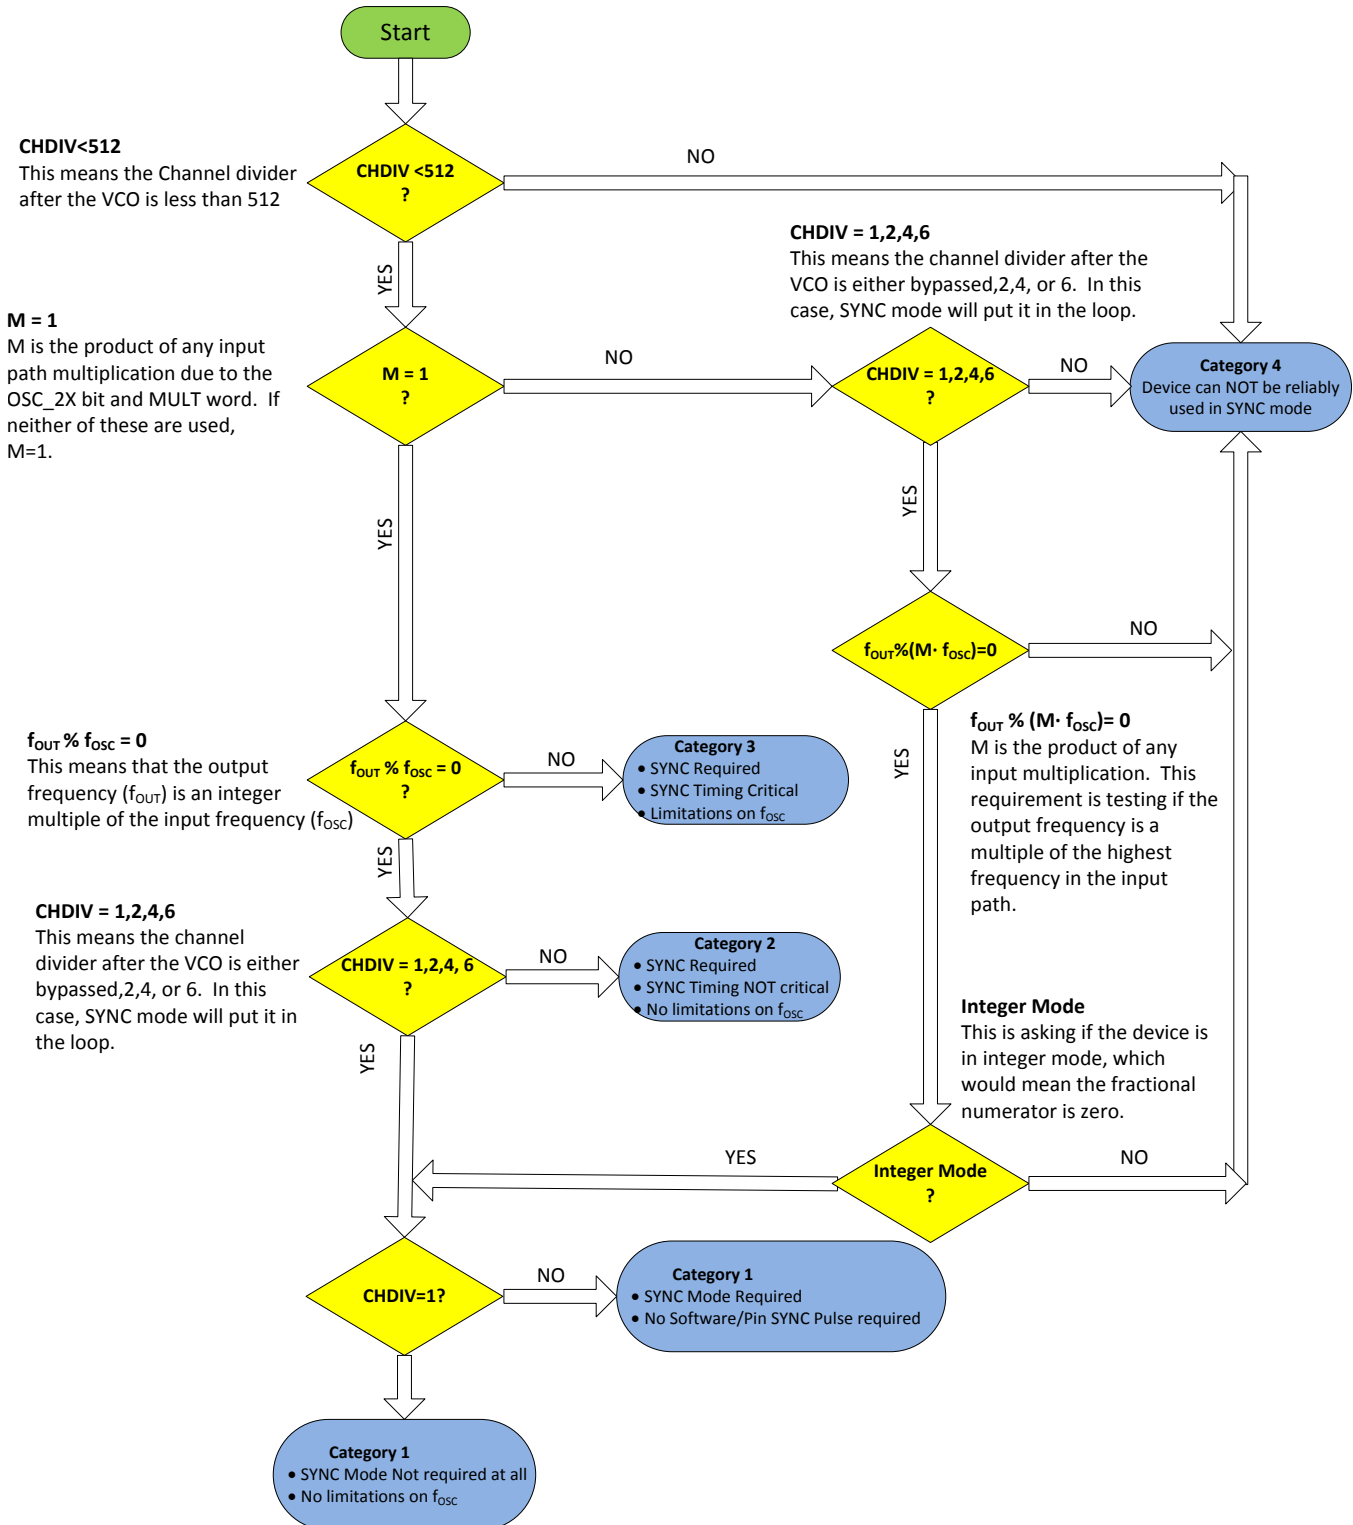 Start
CHDIV<512
This means the Channel divider
after the VCO is less than 512
CHDIV <512
?
NO
YES
CHDIV = 1,2,4,6
This means the channel divider after the
VCO is either bypassed,2,4, or 6. In this
case, SYNC mode will put it in the loop.
M = 1
M is the product of any input
path multiplication due to the
OSC_2X bit and MULT word. If
neither of these are used,
M=1.
M = 1
?
NO
CHDIV = 1,2,4,6
?
NO
Category 4
Device can NOT be reliably
used in SYNC mode
YES
YES
fOUT%(M· fOSC)=0
NO
fOUT % (M· fOSC)= 0
M is the product of any
input multiplication. This
requirement is testing if the
output frequency is a
multiple of the highest
frequency in the input
path.
YES
fOUT % fOSC = 0
This means that the output
frequency (fOUT) is an integer
multiple of the input frequency (fOSC)
fOUT % fOSC = 0
?
NO
Category 3
• SYNC Required
• SYNC Timing Critical
• Limitations on fOSC
YES
CHDIV = 1,2,4,6
This means the channel
divider after the VCO is either
bypassed,2,4, or 6. In this
case, SYNC mode will put it in
the loop.
CHDIV = 1,2,4, 6
?
NO
Category 2
• SYNC Required
• SYNC Timing NOT critical
• No limitations on fOSC
YES
Integer Mode
This is asking if the device is
in integer mode, which
would mean the fractional
numerator is zero.
Integer Mode
?
YES
NO
CHDIV=1?
NO
Category 1
• SYNC Mode Required
• No Software/Pin SYNC Pulse required
Category 1
• SYNC Mode Not required at all
• No limitations on fOSC